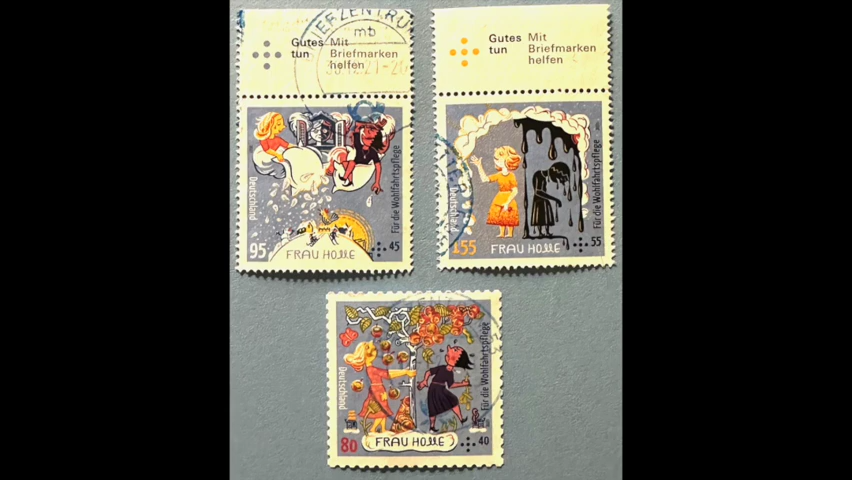 Gutes Mit
tun Briefmarken
helfen
mb
Deutschland
95
FRAU HOLLE
45
Für die Wohlfahrtspflege
Gutes Mit
tun Briefmarken
helfen
Deutschland
155
FRAU HOLLE
55
Für die Wohlfahrtspflege
Deutschland
80
FRAU HOLLE
40
Für die Wohlfahrtspflege